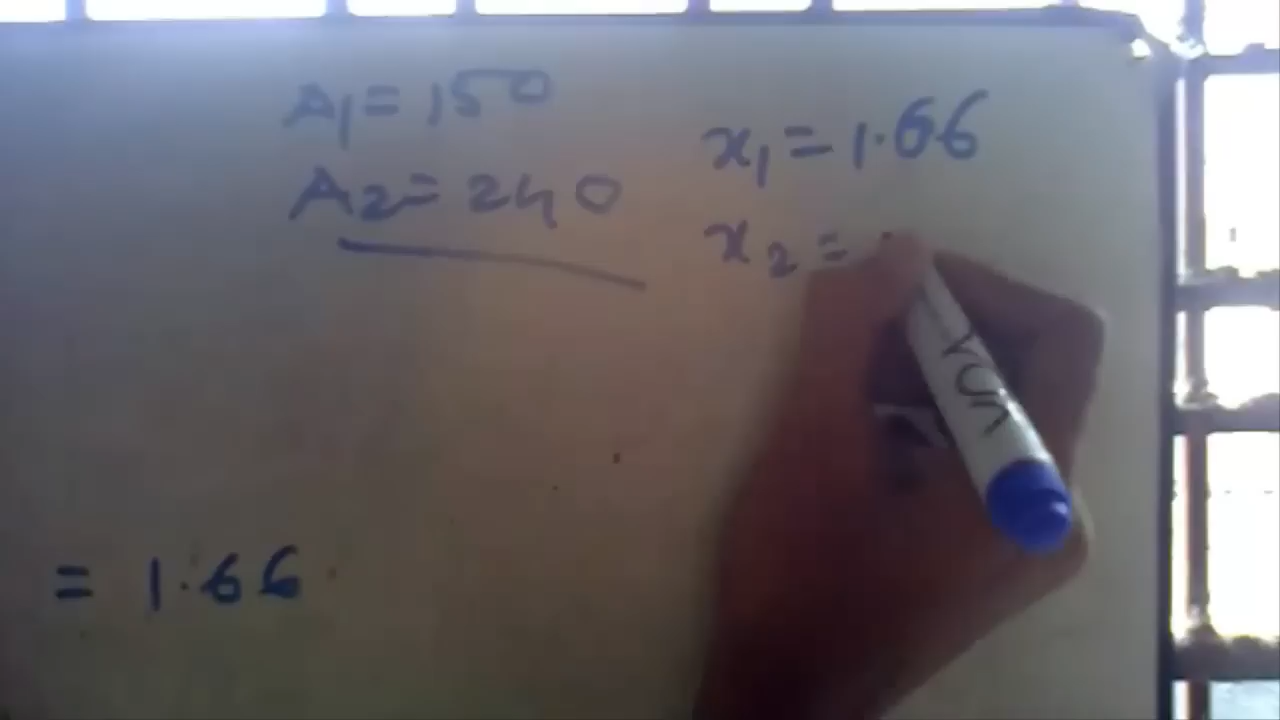 A1 = 150
A2 = 240
x1 = 1.66
x2 =
= 1.66